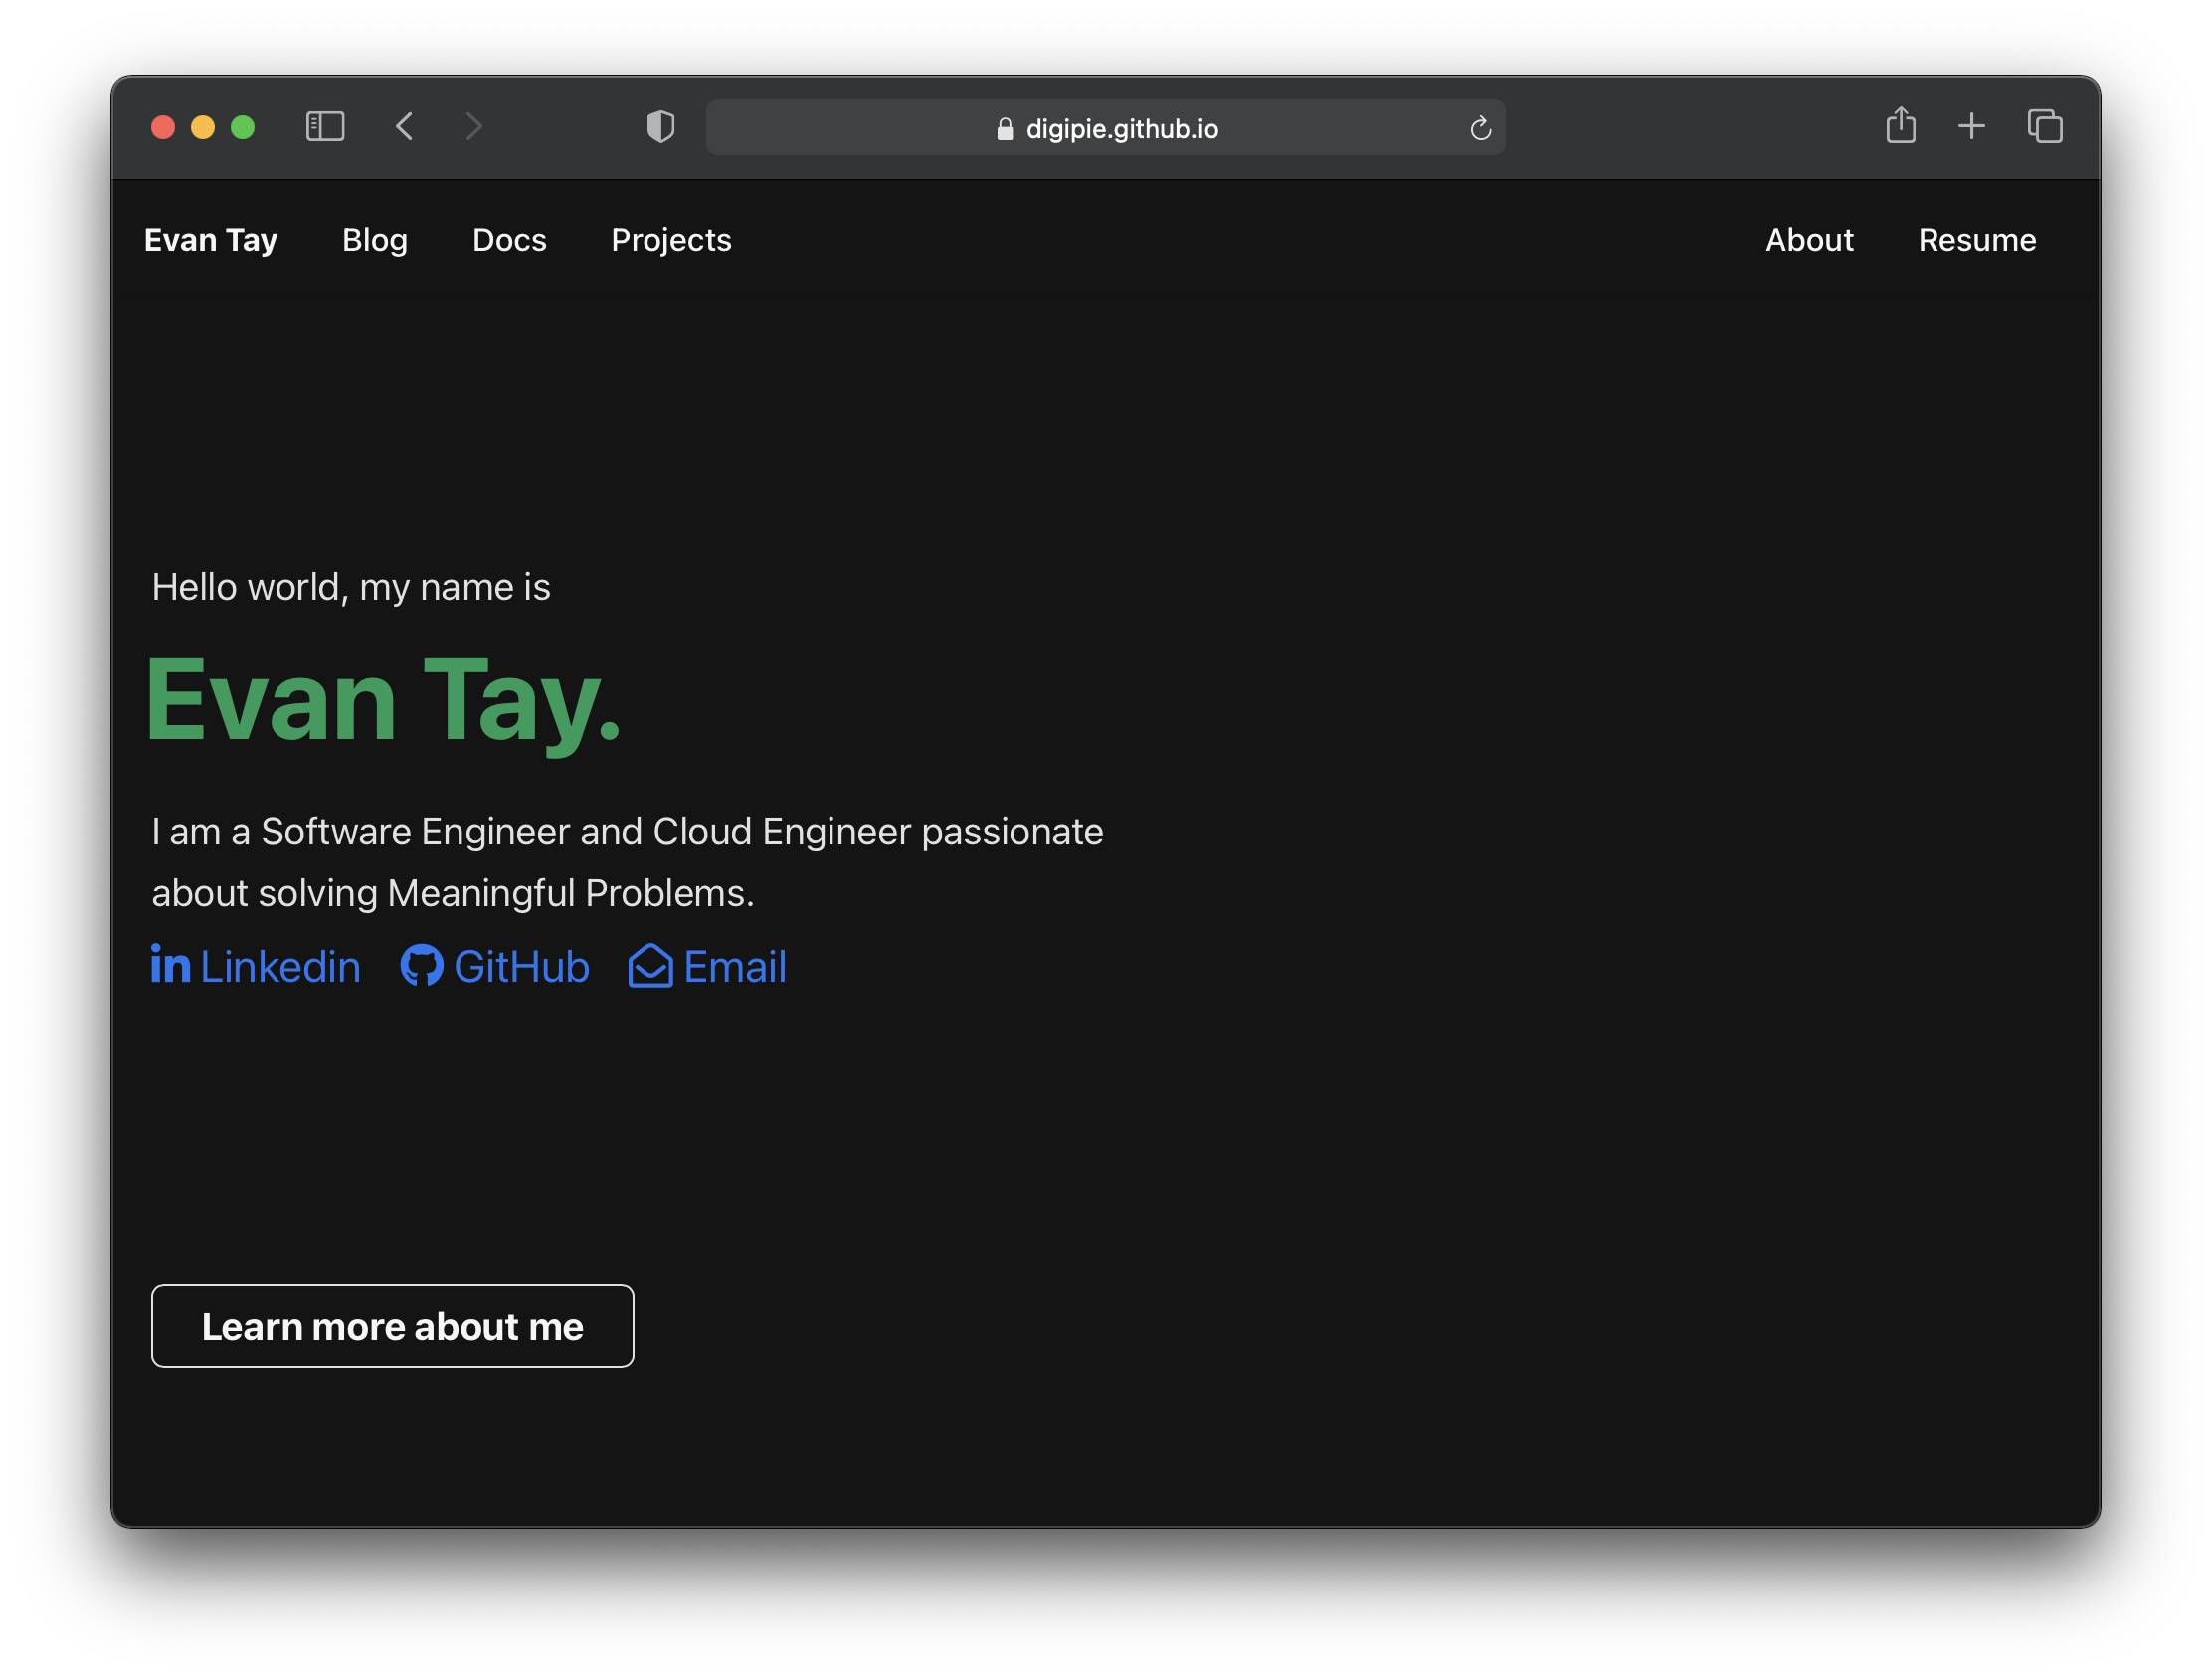 digipie.github.io
Evan Tay Blog Docs Projects About Resume
Hello world, my name is
Evan Tay.
I am a Software Engineer and Cloud Engineer passionate
about solving Meaningful Problems.
in Linkedin GitHub Email
Learn more about me